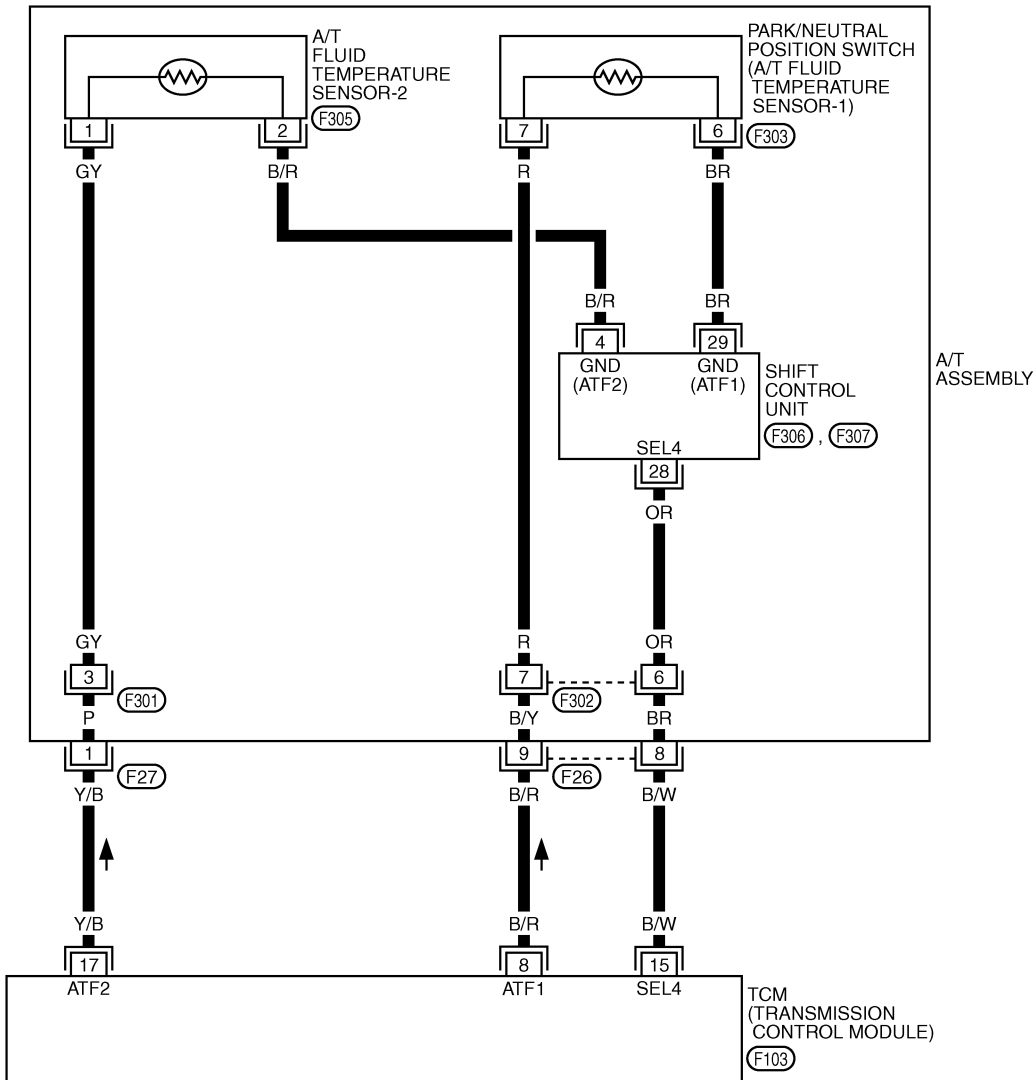 A/T
FLUID
TEMPERATURE
SENSOR-2
F305
PARK/NEUTRAL
POSITION SWITCH
(A/T FLUID
TEMPERATURE
SENSOR-1)
F303
1
2
7
6
GY
B/R
R
BR
B/R
BR
4
29
GND
(ATF2)
GND
(ATF1)
SHIFT
CONTROL
UNIT
F306 , F307
A/T
ASSEMBLY
SEL4
28
OR
GY
R
OR
3
7
6
F301
F302
P
B/Y
BR
1
9
8
F27
F26
Y/B
B/R
B/W
Y/B
B/R
B/W
17
8
15
ATF2
ATF1
SEL4
TCM
(TRANSMISSION
CONTROL MODULE)
F103